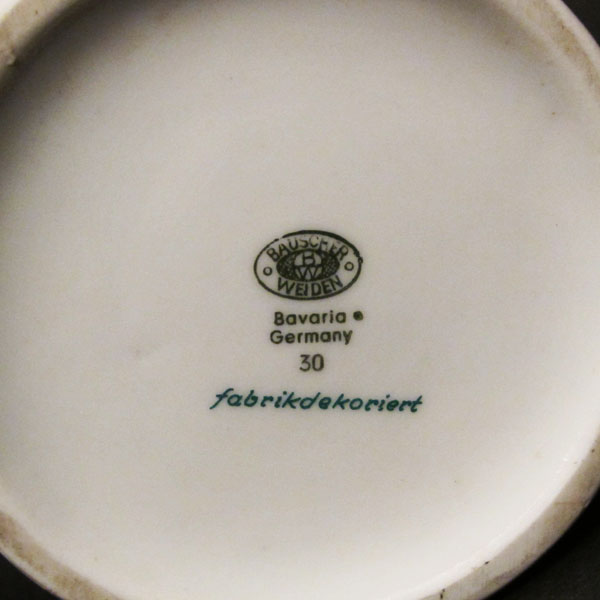 BAUSCHER
B
W
WEIDEN
Bavaria
Germany
30
fabrikdekoriert